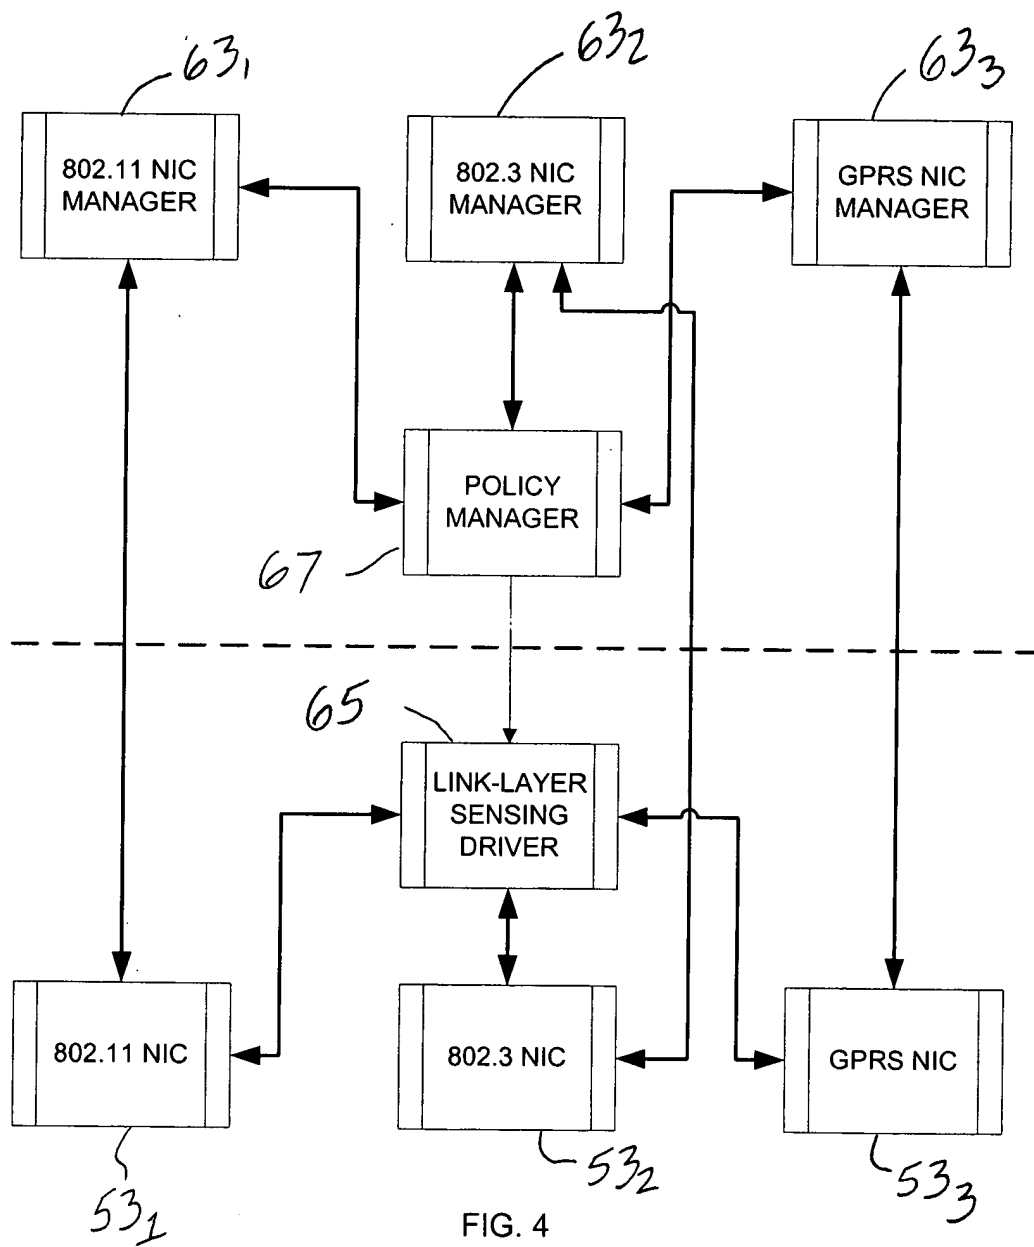 63₁
63₂
63₃
802.11 NIC
MANAGER
802.3 NIC
MANAGER
GPRS NIC
MANAGER
POLICY
MANAGER
67
65
LINK-LAYER
SENSING
DRIVER
802.11 NIC
802.3 NIC
GPRS NIC
53₁
53₂
53₃
FIG. 4